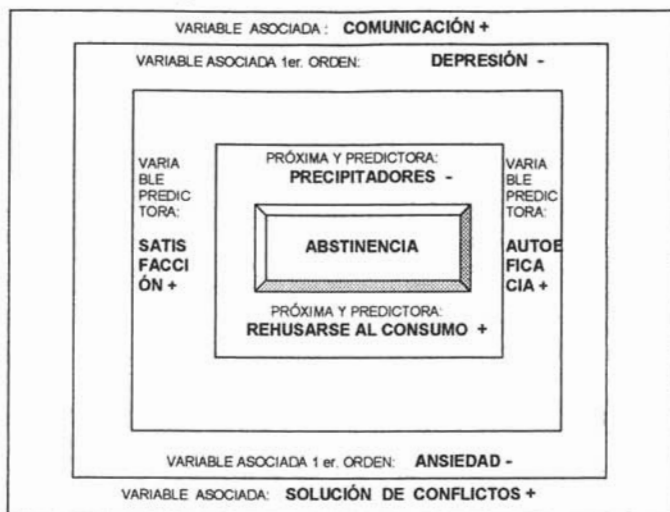 VARIABLE ASOCIADA : COMUNICACIÓN +
VARIABLE ASOCIADA 1er. ORDEN: DEPRESIÓN -
PRÓXIMA Y PREDICTORA:
PRECIPITADORES -
VARIA
BLE
PREDIC
TORA:
SATIS
FACCI
ÓN +
ABSTINENCIA
VARIA
BLE
PREDIC
TORA:
AUTOE
FICA
CIA +
PRÓXIMA Y PREDICTORA:
REHUSARSE AL CONSUMO +
VARIABLE ASOCIADA 1 er. ORDEN: ANSIEDAD -
VARIABLE ASOCIADA: SOLUCIÓN DE CONFLICTOS +